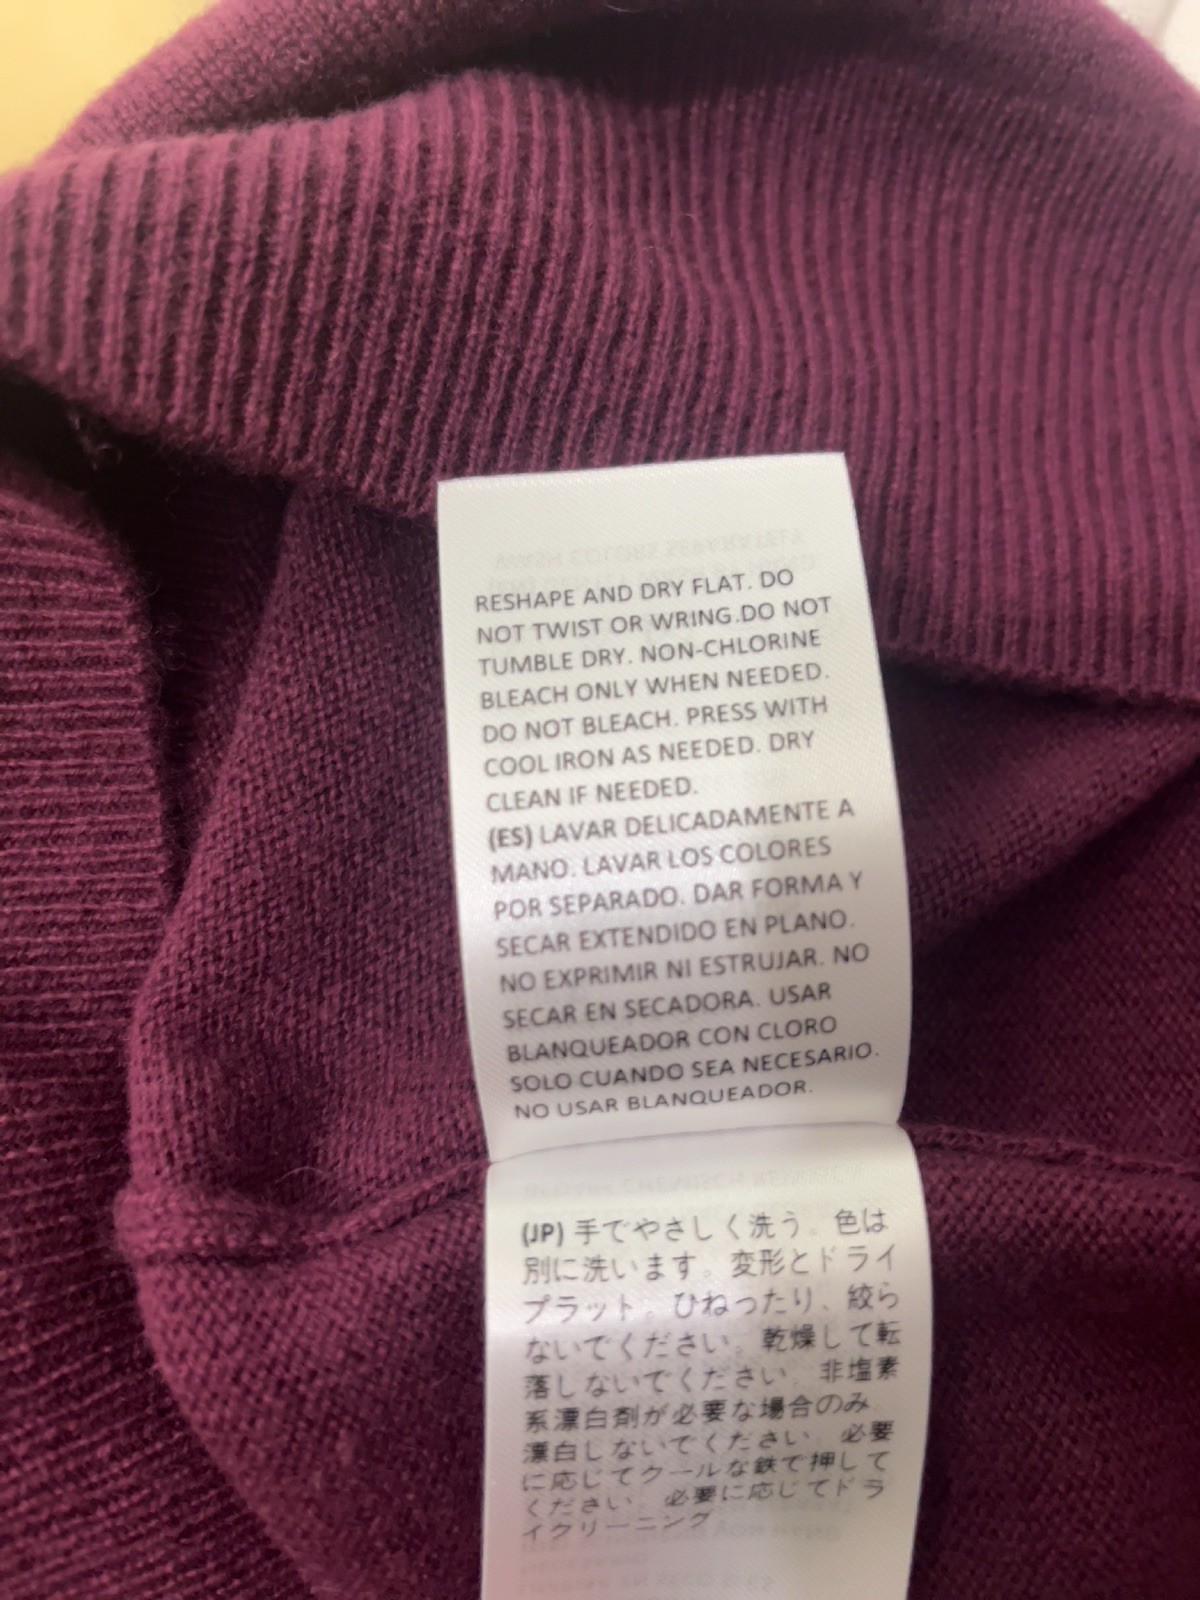 RESHAPE AND DRY FLAT. DO
NOT TWIST OR WRING.DO NOT
TUMBLE DRY. NON-CHLORINE
BLEACH ONLY WHEN NEEDED.
DO NOT BLEACH. PRESS WITH
COOL IRON AS NEEDED. DRY
CLEAN IF NEEDED.
(ES) LAVAR DELICADAMENTE A
MANO. LAVAR LOS COLORES
POR SEPARADO. DAR FORMA Y
SECAR EXTENDIDO EN PLANO.
NO EXPRIMIR NI ESTRUJAR. NO
SECAR EN SECADORA. USAR
BLANQUEADOR CON CLORO
SOLO CUANDO SEA NECESARIO.
NO USAR BLANQUEADOR.
(JP) 手でやさしく洗う。色は
別に洗います。変形とドライ
プラット。ひねったり、絞ら
ないでください。乾燥して転
落しないでください。非塩素
系漂白剤が必要な場合のみ
漂白しないでください。必要
に応じてクールな鉄で押して
ください。必要に応じてドラ
イクリーニング